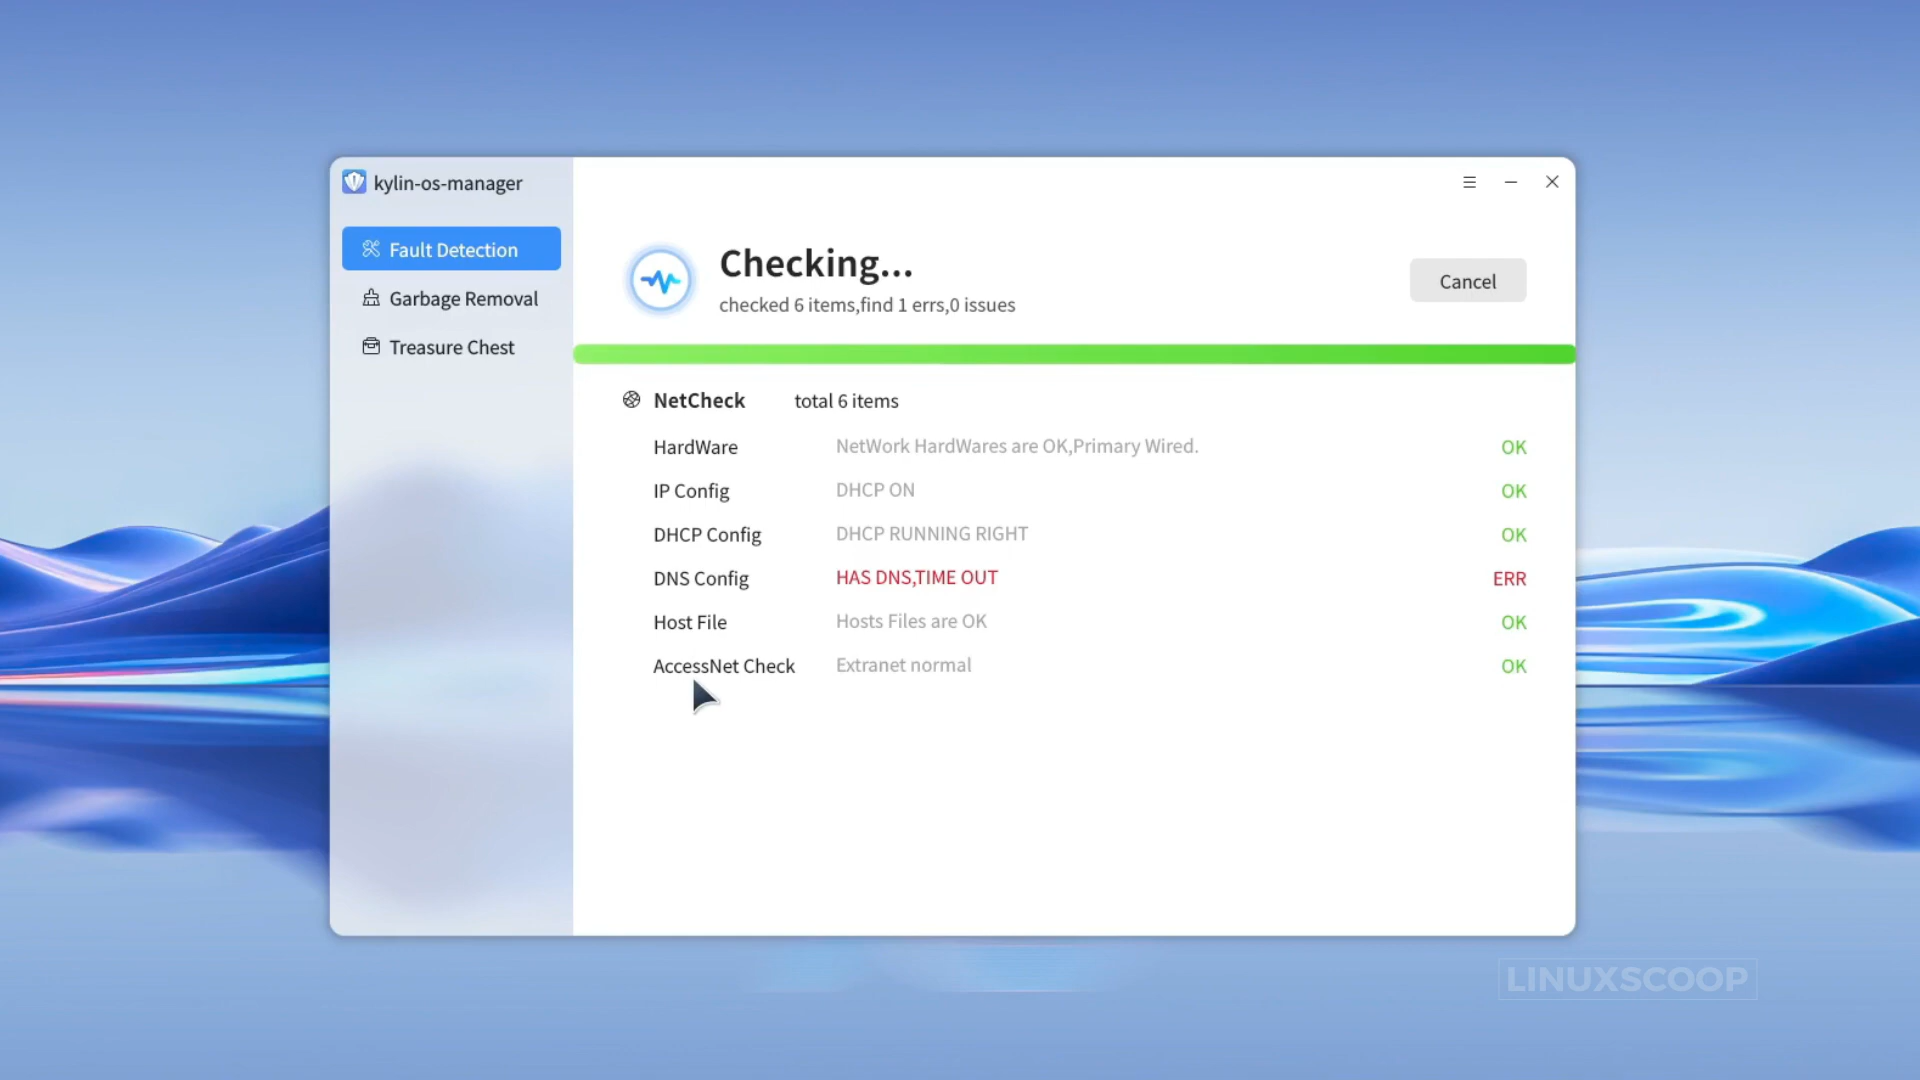 kylin-os-manager
Fault Detection
Garbage Removal
Treasure Chest
Checking...
checked 6 items,find 1 errs,0 issues
Cancel
NetCheck total 6 items
HardWare NetWork HardWares are OK,Primary Wired. OK
IP Config DHCP ON OK
DHCP Config DHCP RUNNING RIGHT OK
DNS Config HAS DNS,TIME OUT ERR
Host File Hosts Files are OK OK
AccessNet Check Extranet normal OK
LINUXSCOOP